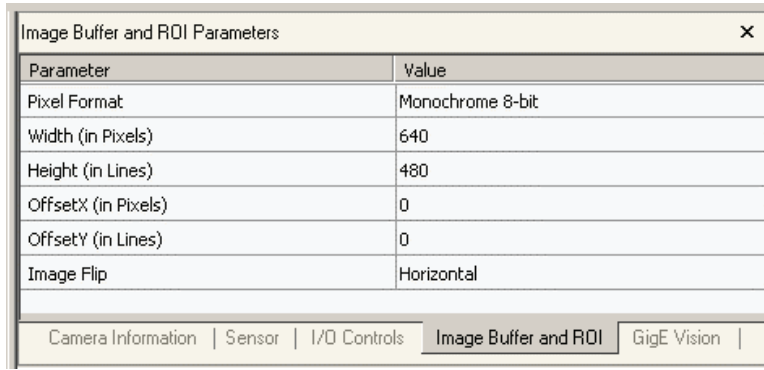 Image Buffer and ROI Parameters ×
Parameter Value
Pixel Format Monochrome 8-bit
Width (in Pixels) 640
Height (in Lines) 480
OffsetX (in Pixels) 0
OffsetY (in Lines) 0
Image Flip Horizontal
Camera Information | Sensor | I/O Controls Image Buffer and ROI GigE Vision |